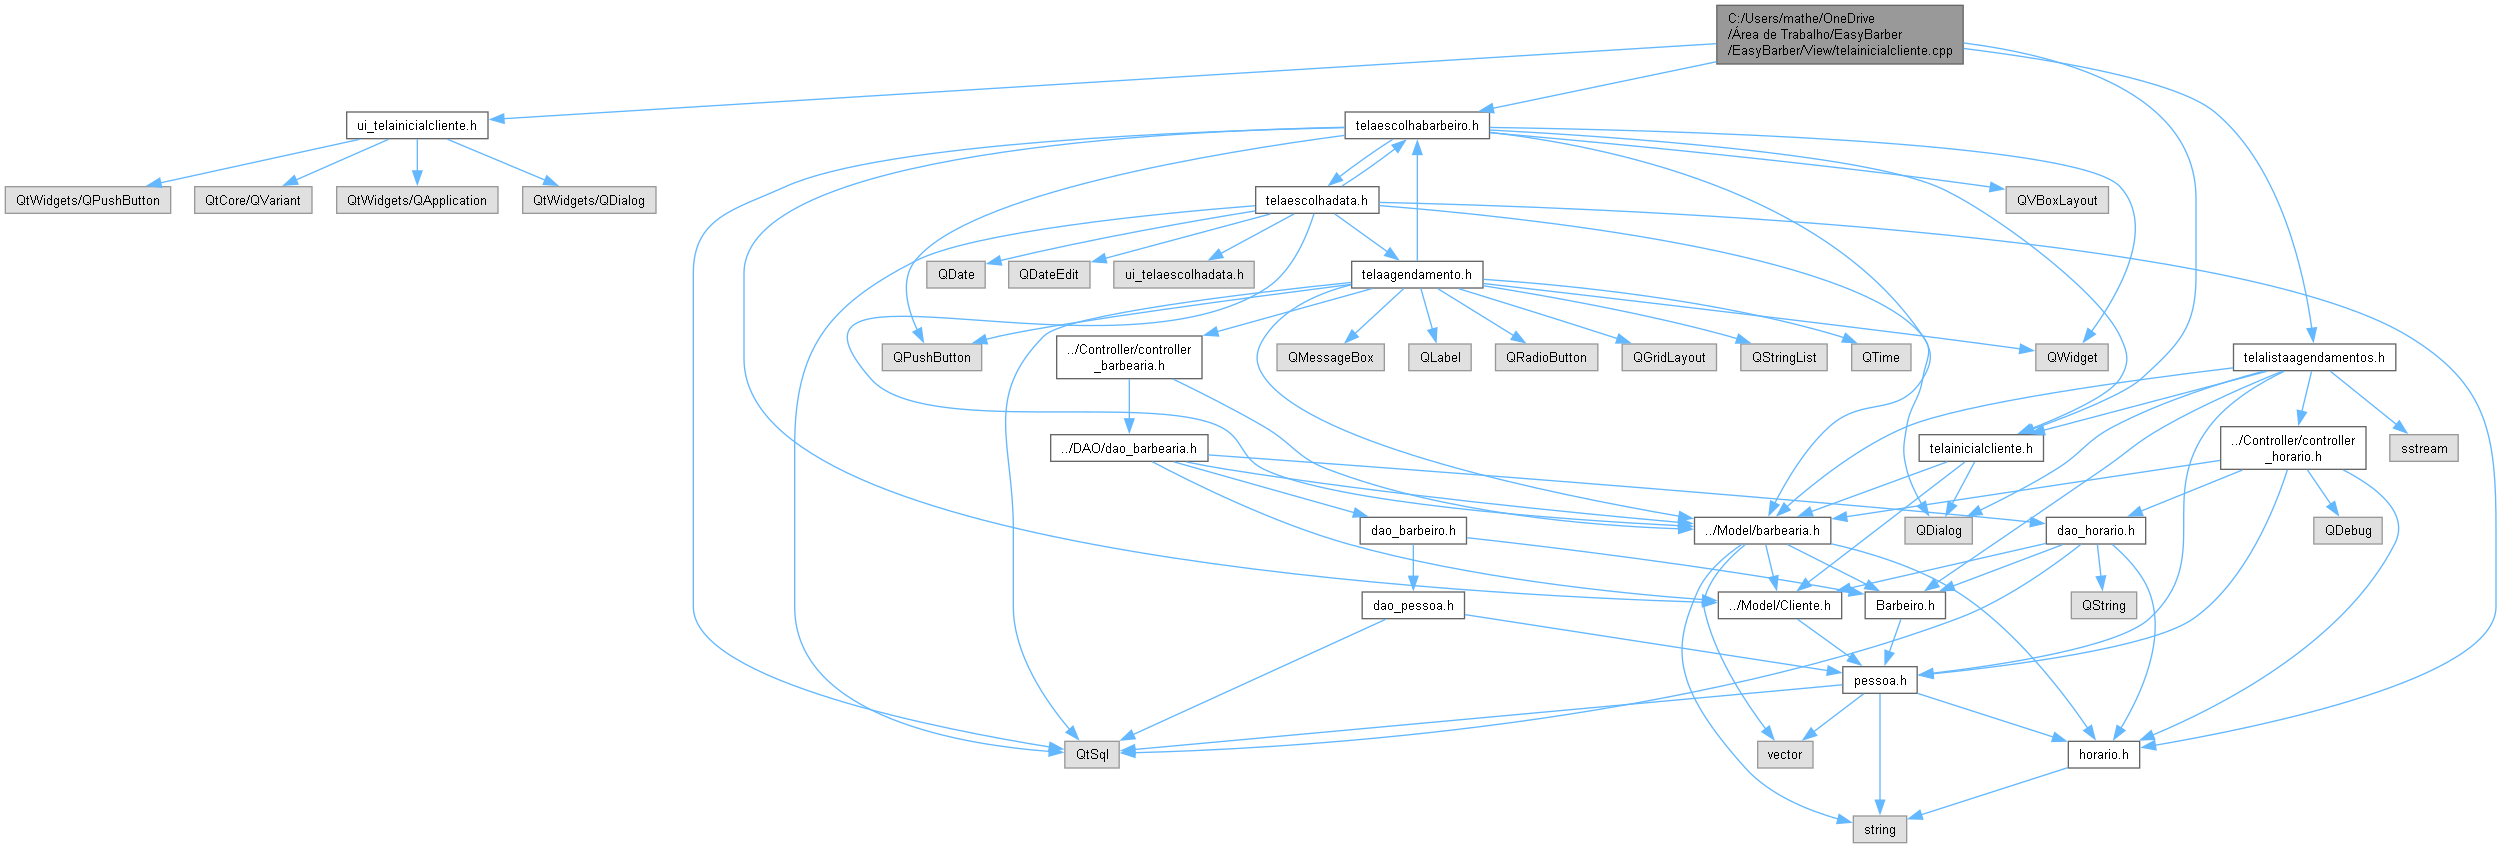 C:/Users/mathe/OneDrive
/Área de Trabalho/EasyBarber
/EasyBarber/View/telainicialcliente.cpp
ui_telainicialcliente.h
telaescolhabarbeiro.h
QtWidgets/QPushButton
QtCore/QVariant
QtWidgets/QApplication
QtWidgets/QDialog
telaescolhadata.h
QVBoxLayout
QDate
QDateEdit
ui_telaescolhadata.h
telaagendamento.h
QPushButton
../Controller/controller
_barbearia.h
QMessageBox
QLabel
QRadioButton
QGridLayout
QStringList
QTime
QWidget
telalistaagendamentos.h
../DAO/dao_barbearia.h
telainicialcliente.h
../Controller/controller
_horario.h
sstream
dao_barbeiro.h
../Model/barbearia.h
QDialog
dao_horario.h
QDebug
dao_pessoa.h
../Model/Cliente.h
Barbeiro.h
QString
pessoa.h
QtSql
vector
horario.h
string